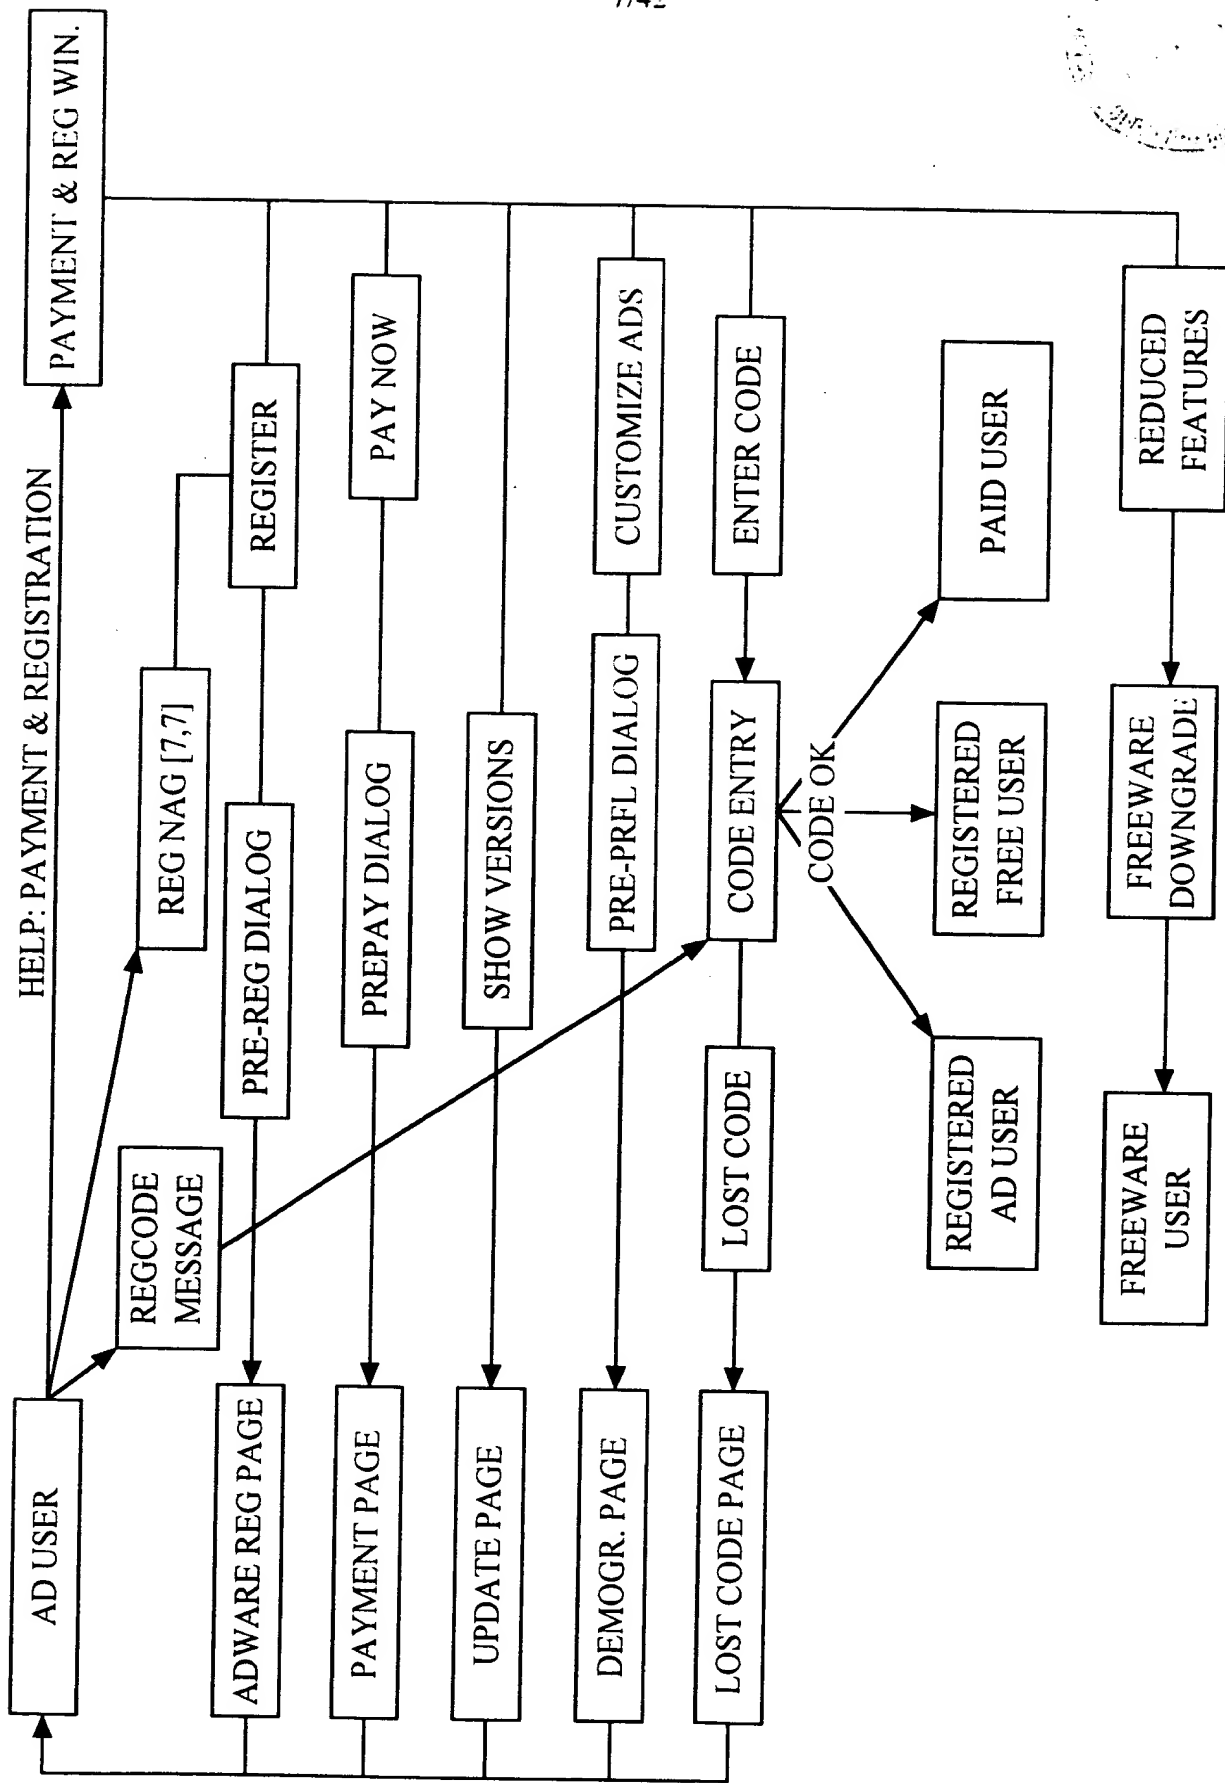 HELP: PAYMENT & REGISTRATION
AD USER
PAYMENT & REG WIN.
REG NAG [7,7]
REGCODE
MESSAGE
ADWARE REG PAGE
PRE-REG DIALOG
REGISTER
PAYMENT PAGE
PREPAY DIALOG
PAY NOW
UPDATE PAGE
SHOW VERSIONS
DEMOGR. PAGE
PRE-PRFL DIALOG
CUSTOMIZE ADS
LOST CODE PAGE
LOST CODE
CODE ENTRY
ENTER CODE
CODE OK
REGISTERED
AD USER
REGISTERED
FREE USER
PAID USER
FREEWARE
USER
FREEWARE
DOWNGRADE
REDUCED
FEATURES